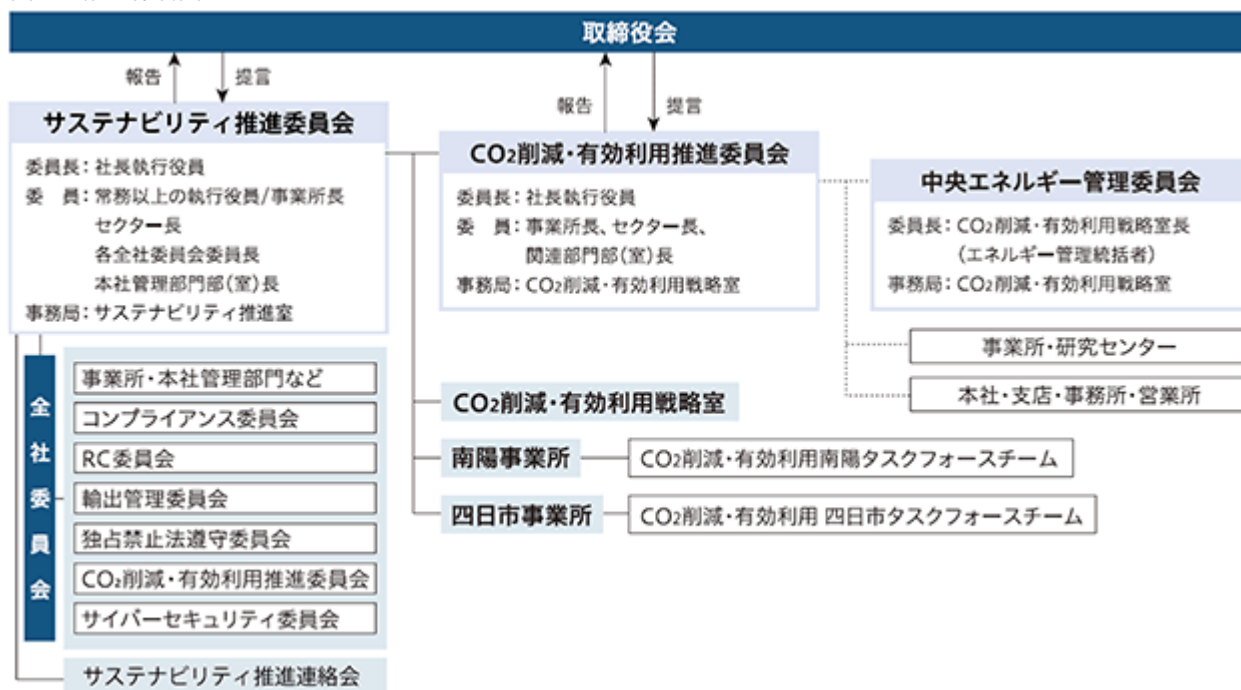 取締役会
報告
提言
報告
提言
サステナビリティ推進委員会
委員長：社長執行役員
委　員：常務以上の執行役員/事業所長
セクター長
各全社委員会委員長
本社管理部門部（室）長
事務局：サステナビリティ推進室
CO₂削減・有効利用推進委員会
委員長：社長執行役員
委　員：事業所長、セクター長、
関連部門部（室）長
事務局：CO₂削減・有効利用戦略室
中央エネルギー管理委員会
委員長：CO₂削減・有効利用戦略室長
（エネルギー管理統括者）
事務局：CO₂削減・有効利用戦略室
事業所・研究センター
本社・支店・事務所・営業所
全社委員会
事業所・本社管理部門など
コンプライアンス委員会
RC委員会
輸出管理委員会
独占禁止法遵守委員会
CO₂削減・有効利用推進委員会
サイバーセキュリティ委員会
サステナビリティ推進連絡会
CO₂削減・有効利用戦略室
南陽事業所
CO₂削減・有効利用南陽タスクフォースチーム
四日市事業所
CO₂削減・有効利用 四日市タスクフォースチーム